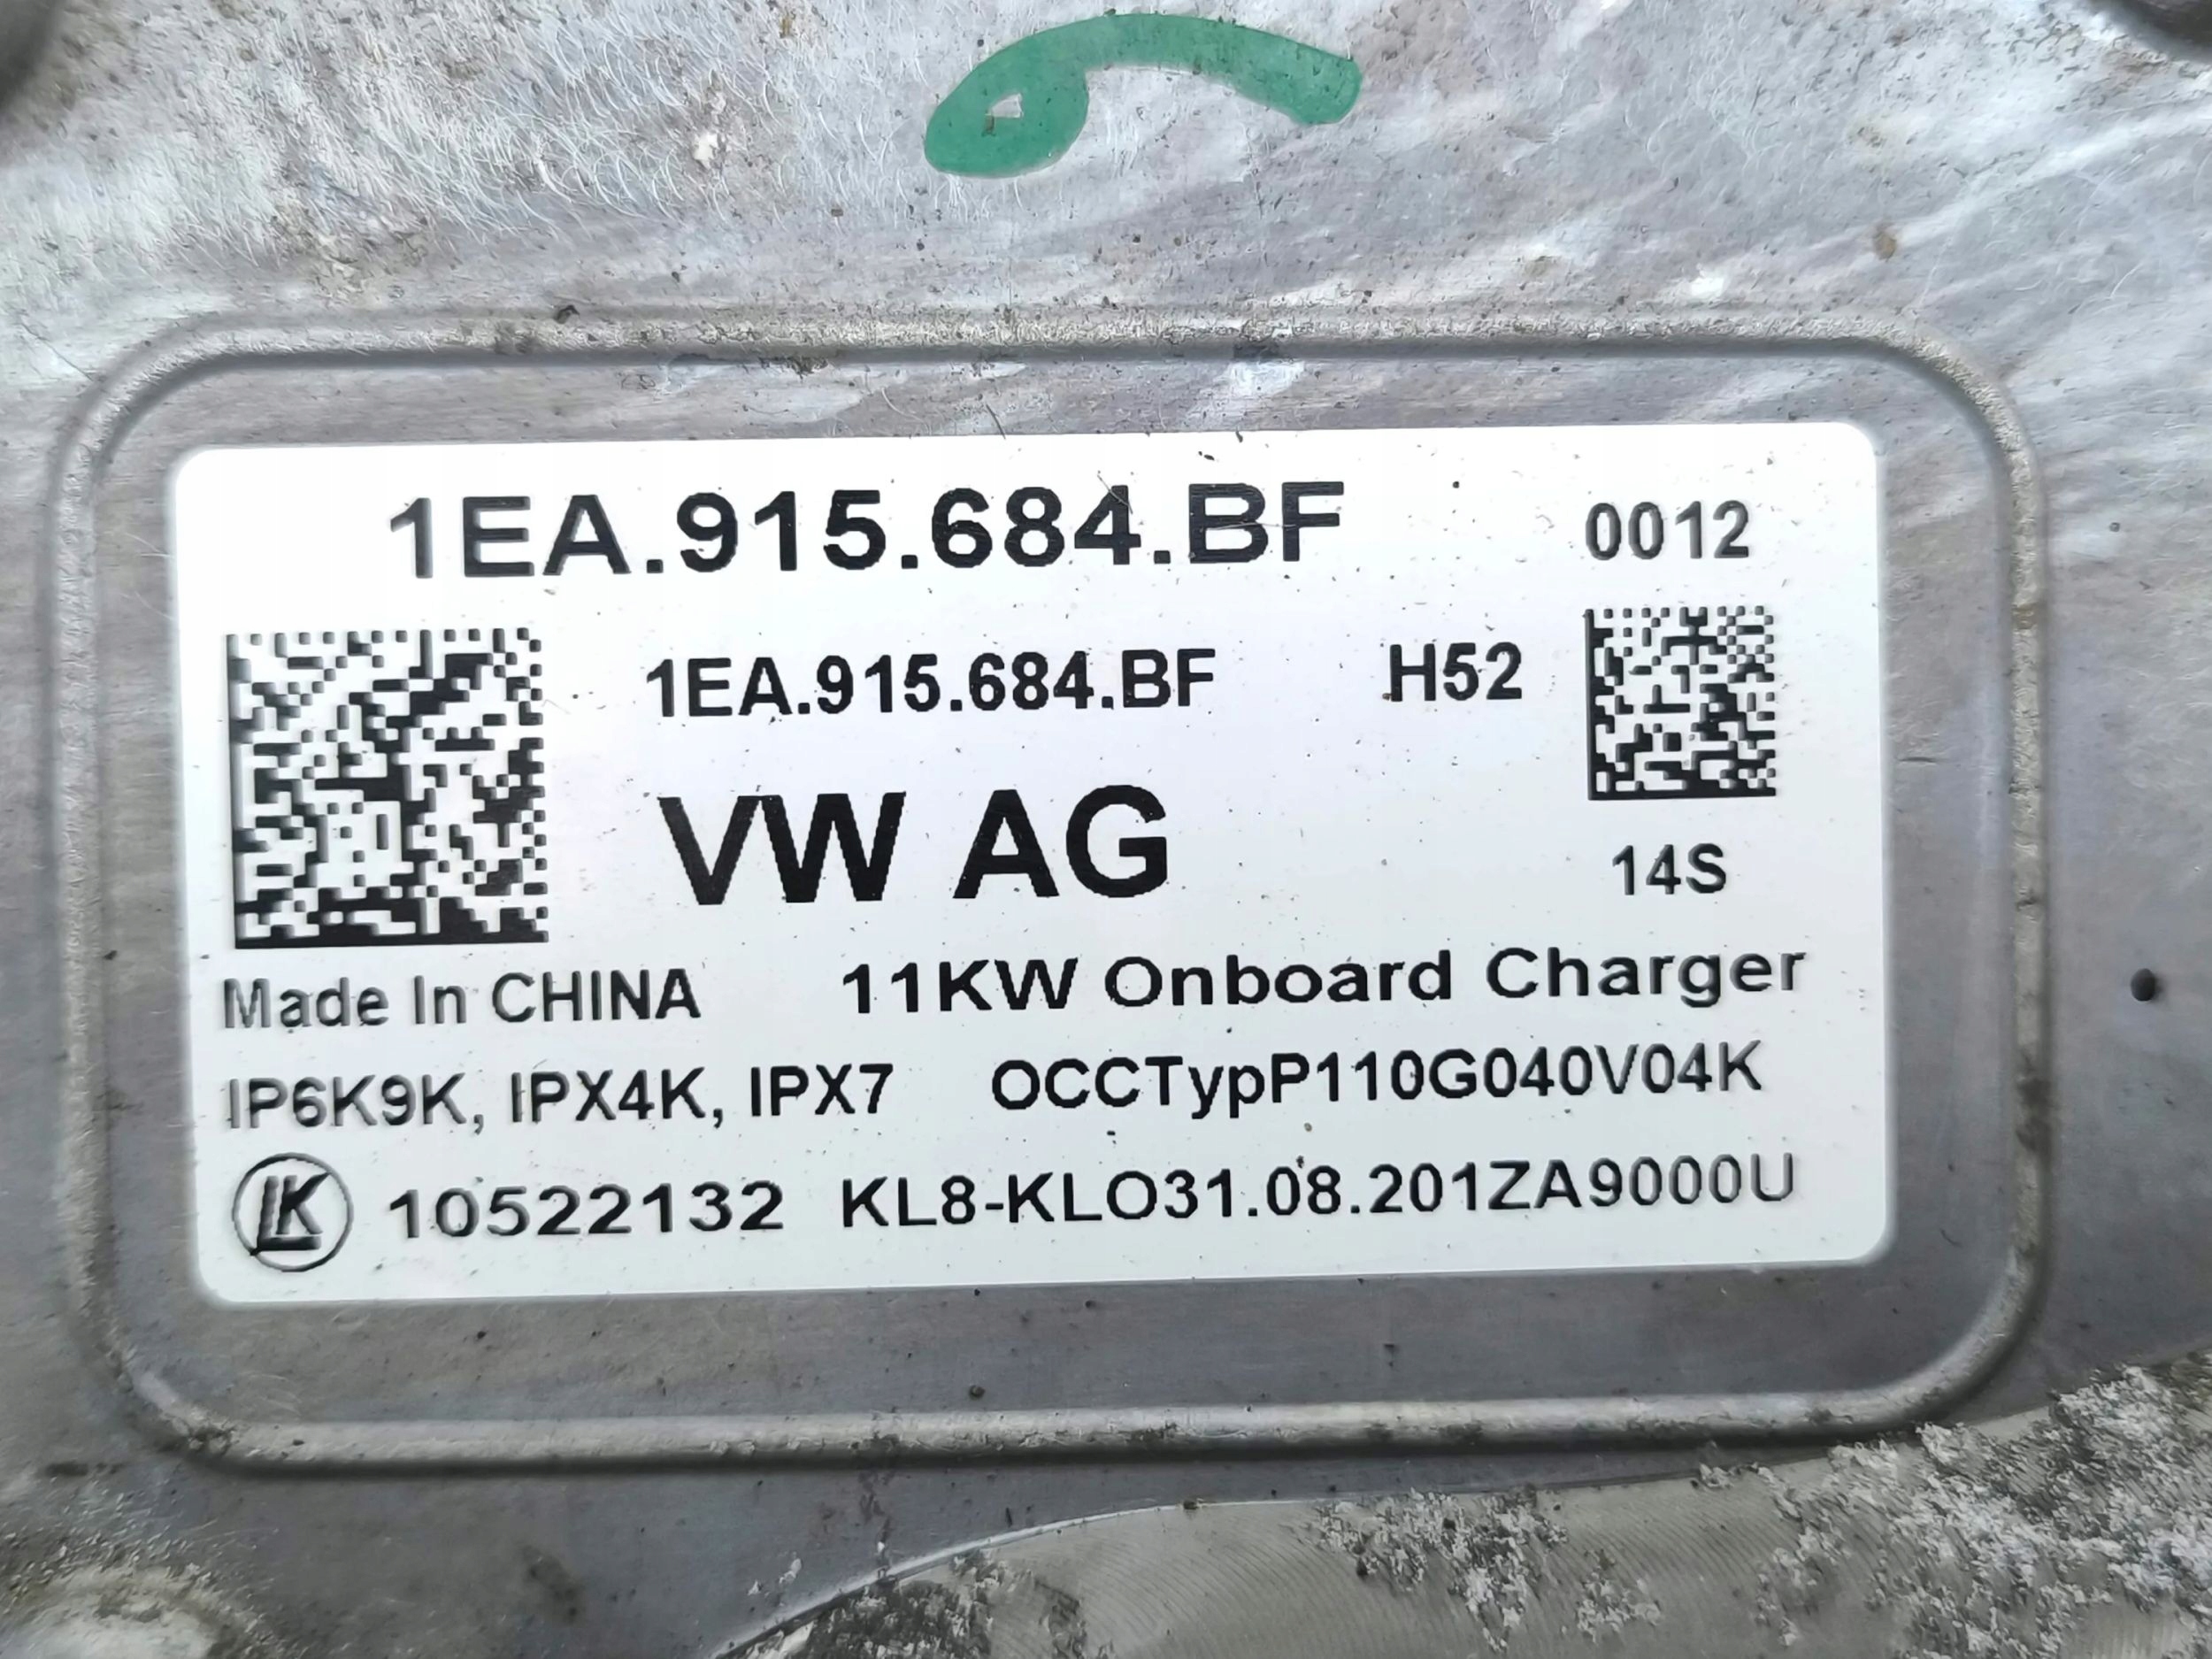 1EA.915.684.BF 0012
1EA.915.684.BF H52
VW AG
14S
Made In CHINA 11KW Onboard Charger
IP6K9K, IPX4K, IPX7 OCCTypP110G040V04K
LK 10522132 KL8-KLO31.08.201ZA9000U